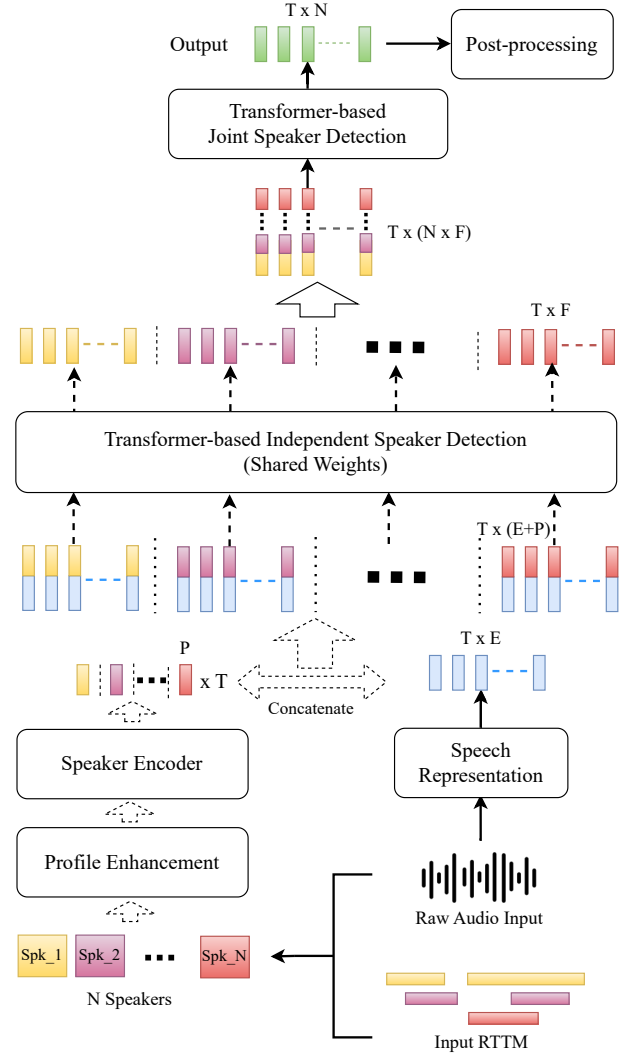 T x N
Output
Post-processing
Transformer-based
Joint Speaker Detection
T x (N x F)
T x F
Transformer-based Independent Speaker Detection
(Shared Weights)
T x (E+P)
T x E
P
x T
Concatenate
Speaker Encoder
Speech
Representation
Profile Enhancement
Raw Audio Input
Spk_1
Spk_2
Spk_N
N Speakers
Input RTTM